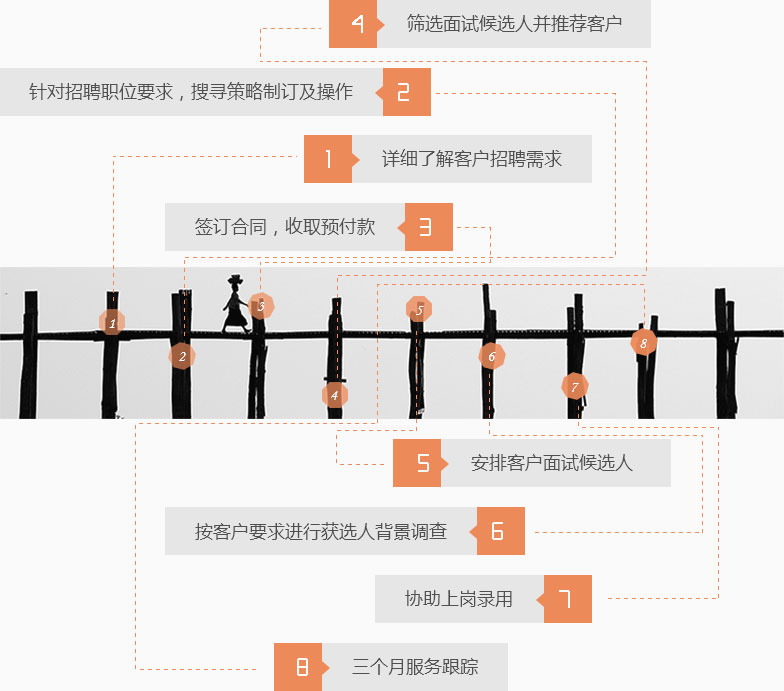 4 筛选面试候选人并推荐客户
针对招聘职位要求，搜寻策略制订及操作 2
1 详细了解客户招聘需求
签订合同，收取预付款 3
1
2
3
4
5
6
7
8
5 安排客户面试候选人
按客户要求进行获选人背景调查 6
协助上岗录用 7
8 三个月服务跟踪